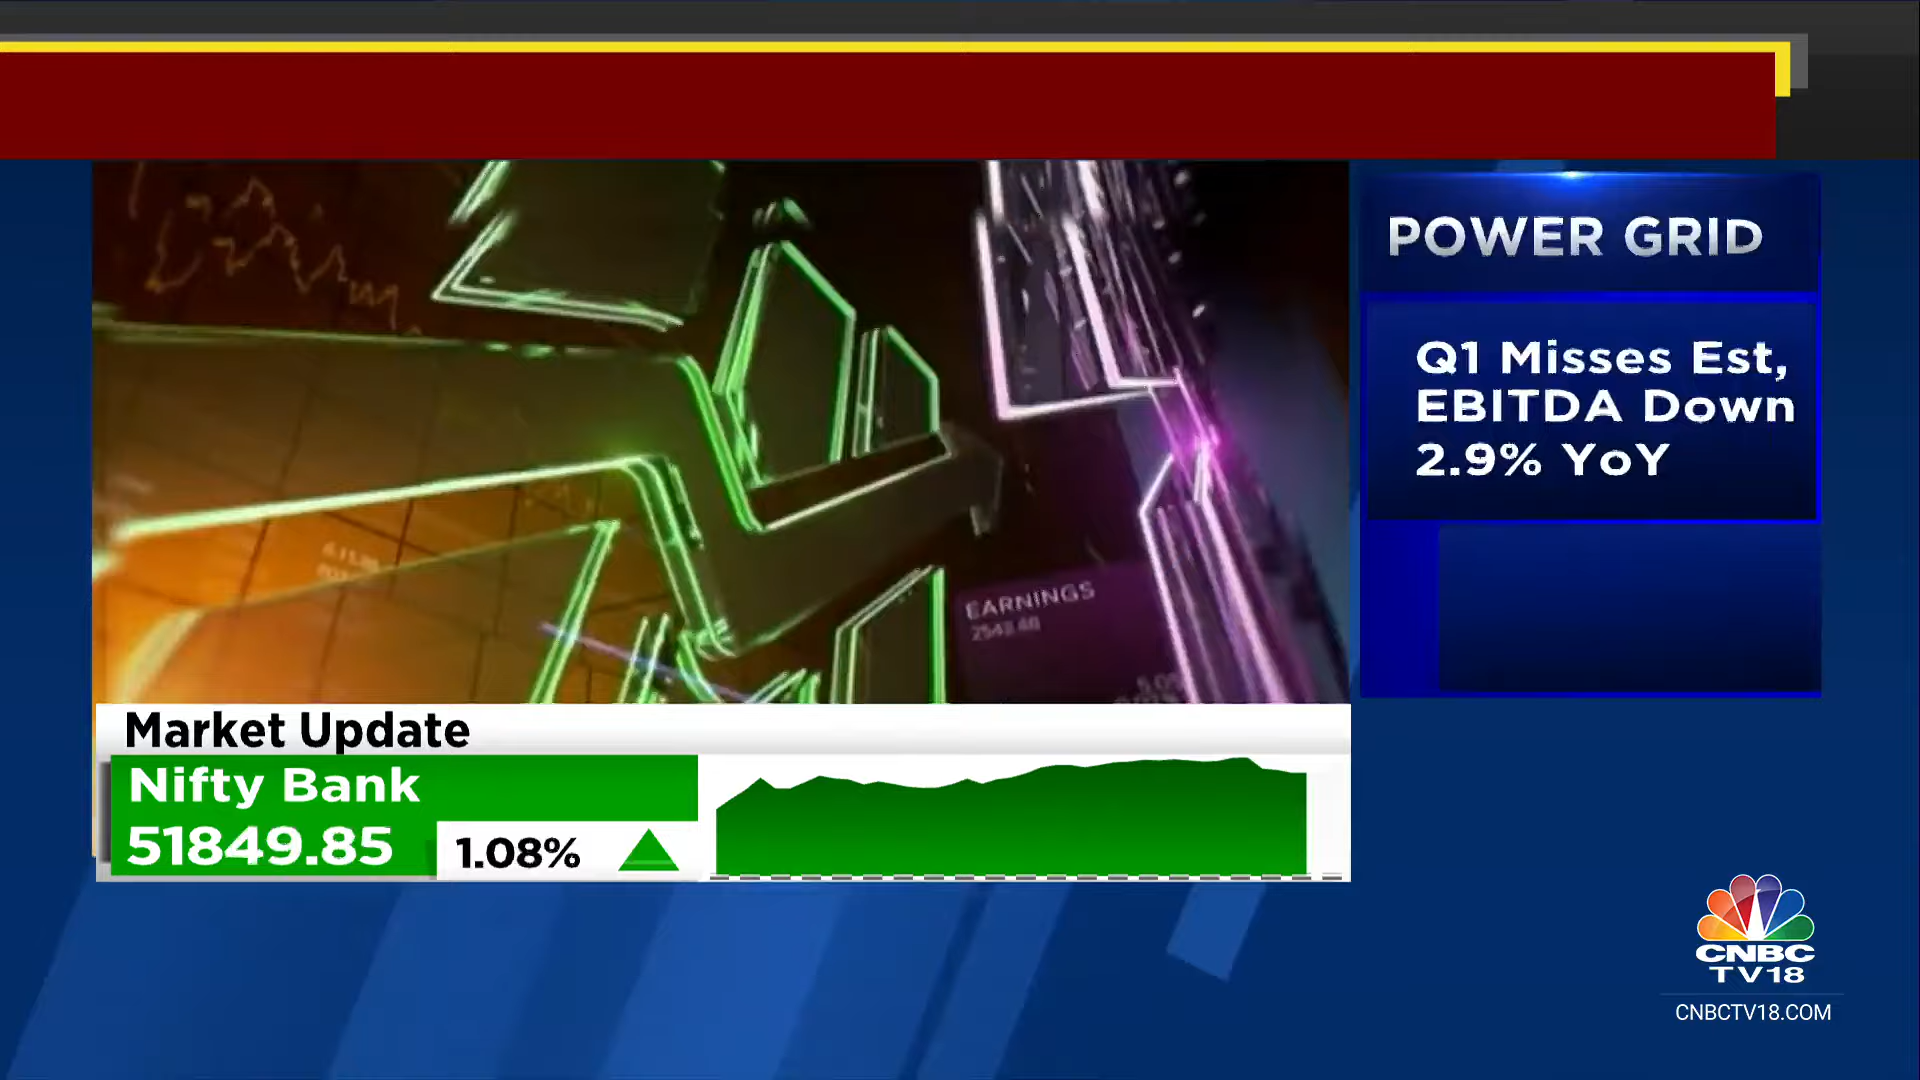 POWER GRID
Q1 Misses Est,
EBITDA Down
2.9% YoY
EARNINGS
Market Update
Nifty Bank
51849.85
1.08%
CNBC
TV18
CNBCTV18.COM